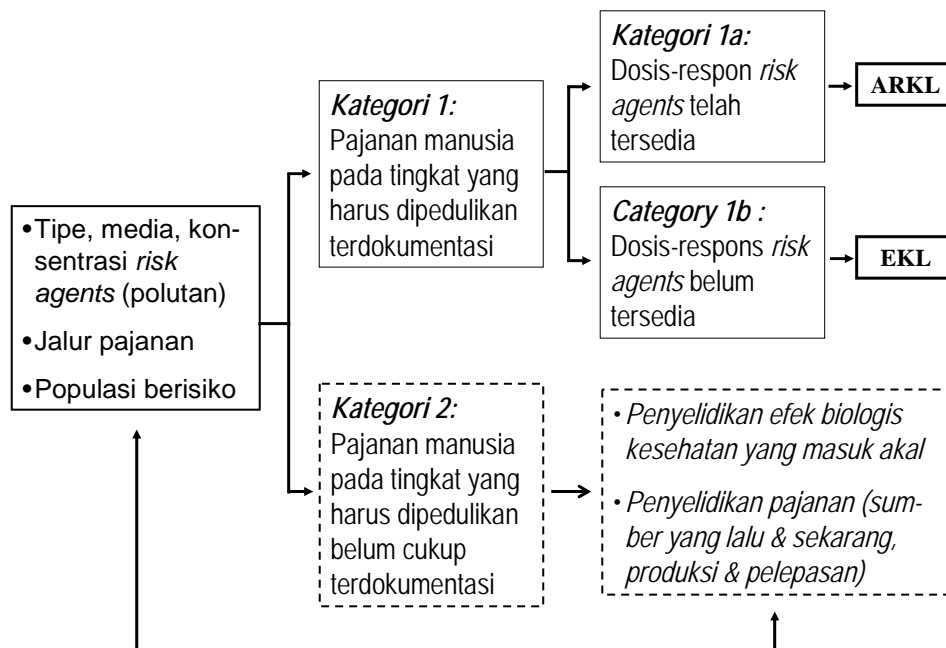 •Tipe, media, kon-
sentrasi risk
agents (polutan)
•Jalur pajanan
•Populasi berisiko
Kategori 1:
Pajanan manusia
pada tingkat yang
harus dipedulikan
terdokumentasi
Kategori 1a:
Dosis-respon risk
agents telah
tersedia
ARKL
Category 1b :
Dosis-respons risk
agents belum
tersedia
EKL
Kategori 2:
Pajanan manusia
pada tingkat yang
harus dipedulikan
belum cukup
terdokumentasi
• Penyelidikan efek biologis
kesehatan yang masuk akal
• Penyelidikan pajanan (sum-
ber yang lalu & sekarang,
produksi & pelepasan)